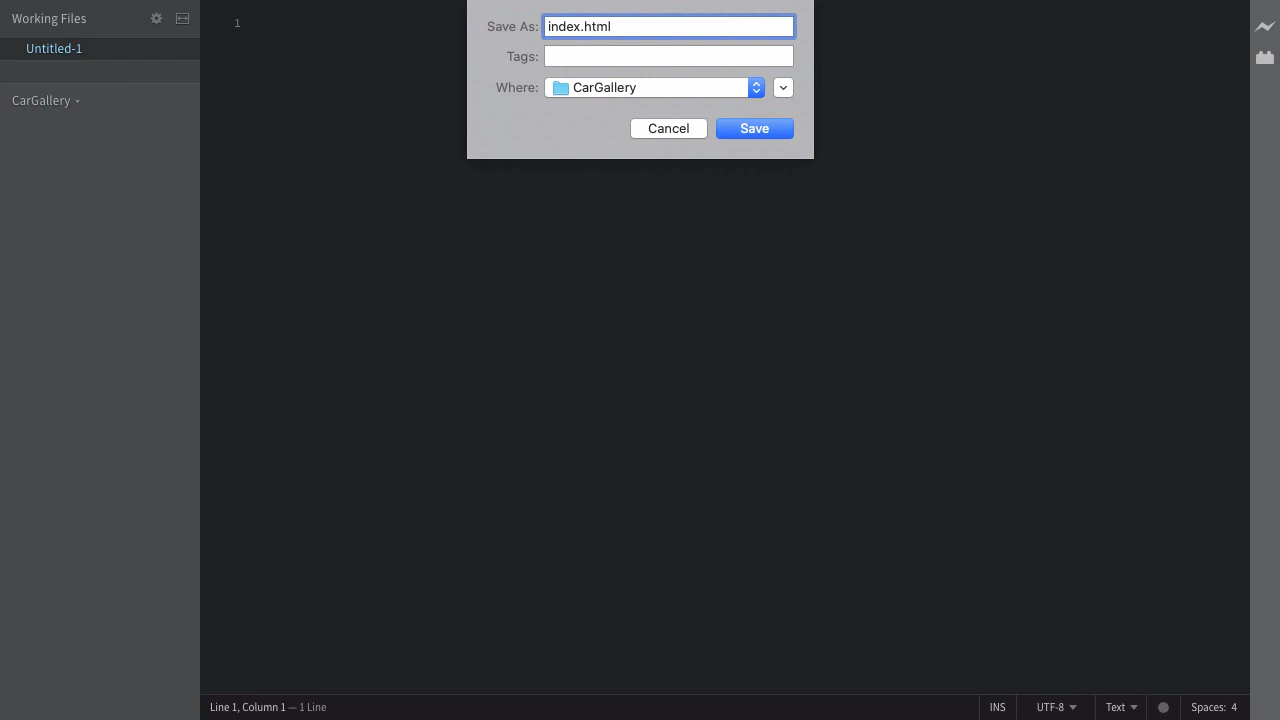 Working Files
Untitled-1
CarGallery
1
Save As: index.html
Tags:
Where: CarGallery
Cancel Save
Line 1, Column 1 — 1 Line
INS UTF-8 Text Spaces: 4